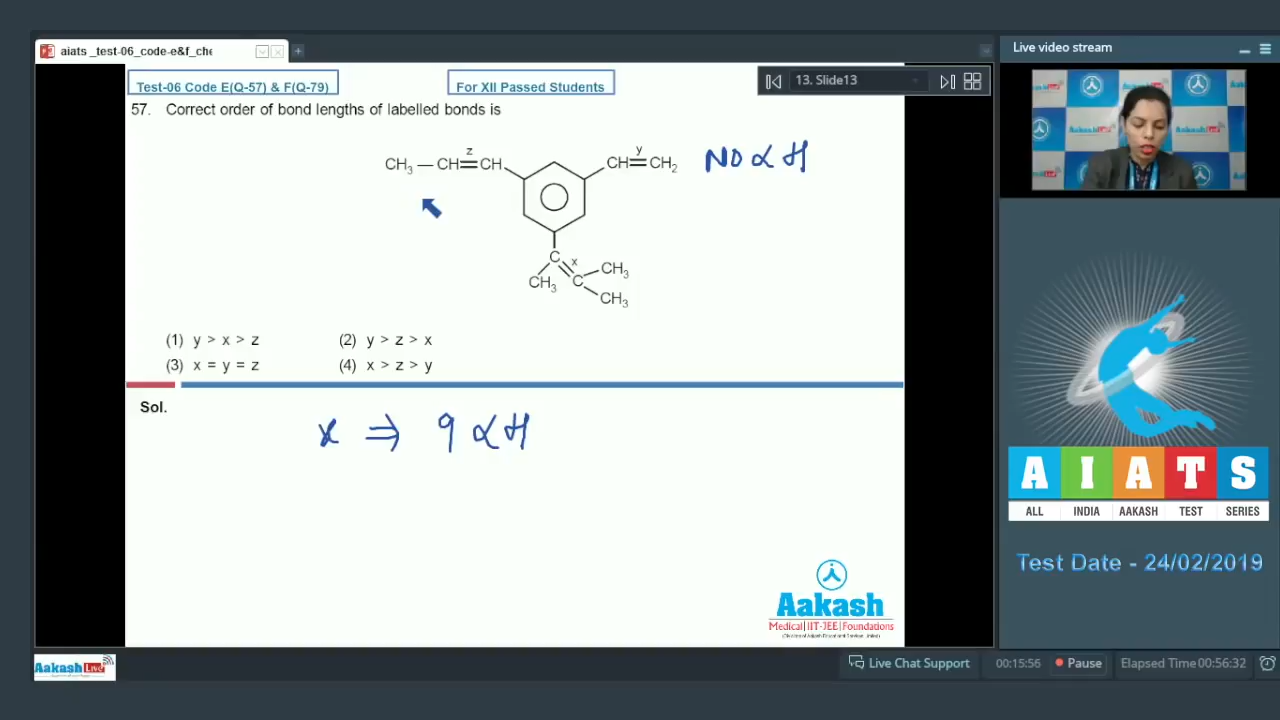 aiats _test-06_code-e&f_che
Live video stream
Test-06 Code E(Q-57) & F(Q-79)
For XII Passed Students
13. Slide13
57. Correct order of bond lengths of labelled bonds is
CH3 — CH=CH
z
CH=CH2
y
NO α H
C
x
CH3
CH3
C
CH3
(1) y > x > z
(2) y > z > x
(3) x = y = z
(4) x > z > y
Sol.
x ⇒ 9 α H
AIATS
ALL INDIA AAKASH TEST SERIES
Test Date - 24/02/2019
Aakash
Medical|IIT-JEE|Foundations
Aakash Live
Live Chat Support
00:15:56
Pause
Elapsed Time 00:56:32